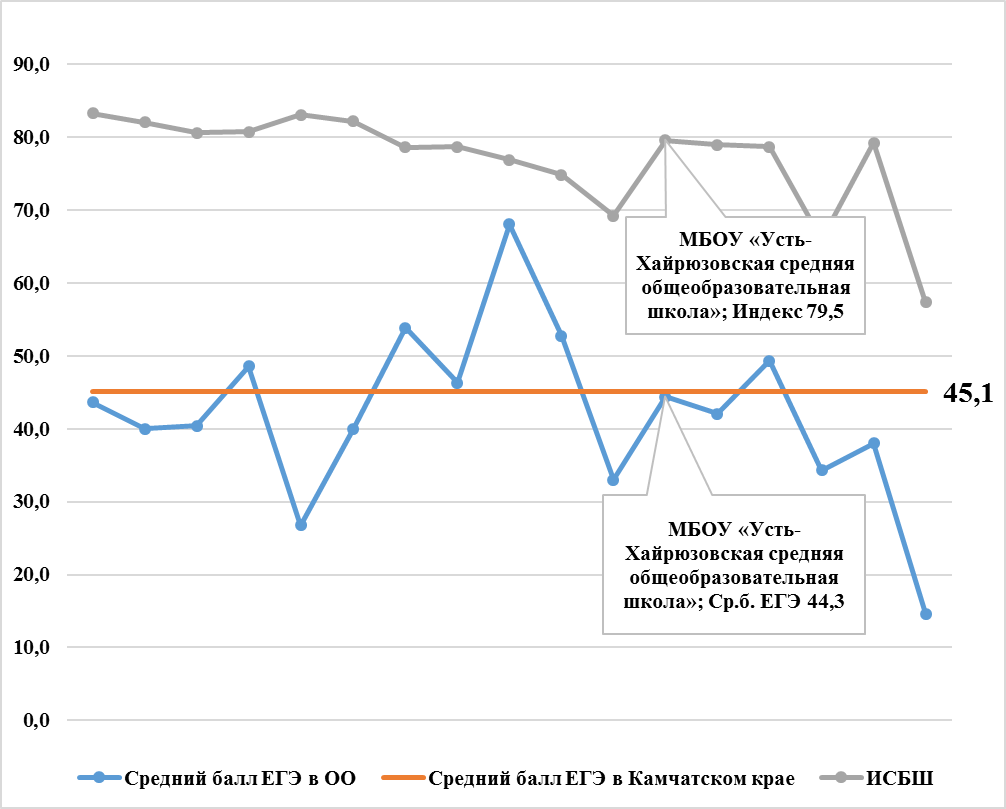 90,0
80,0
70,0
60,0
50,0
40,0
30,0
20,0
10,0
0,0
МБОУ «Усть-
Хайрюзовская средняя
общеобразовательная
школа»; Индекс 79,5
45,1
МБОУ «Усть-
Хайрюзовская средняя
общеобразовательная
школа»; Ср.б. ЕГЭ 44,3
Средний балл ЕГЭ в ОО
Средний балл ЕГЭ в Камчатском крае
ИСБШ